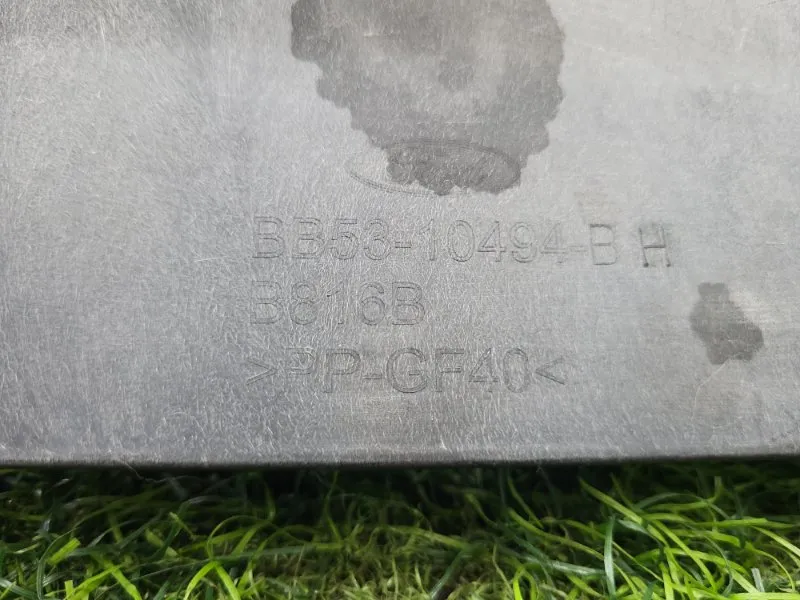 Ford
BB53-10494-B H
B816B
>PP-GF40<